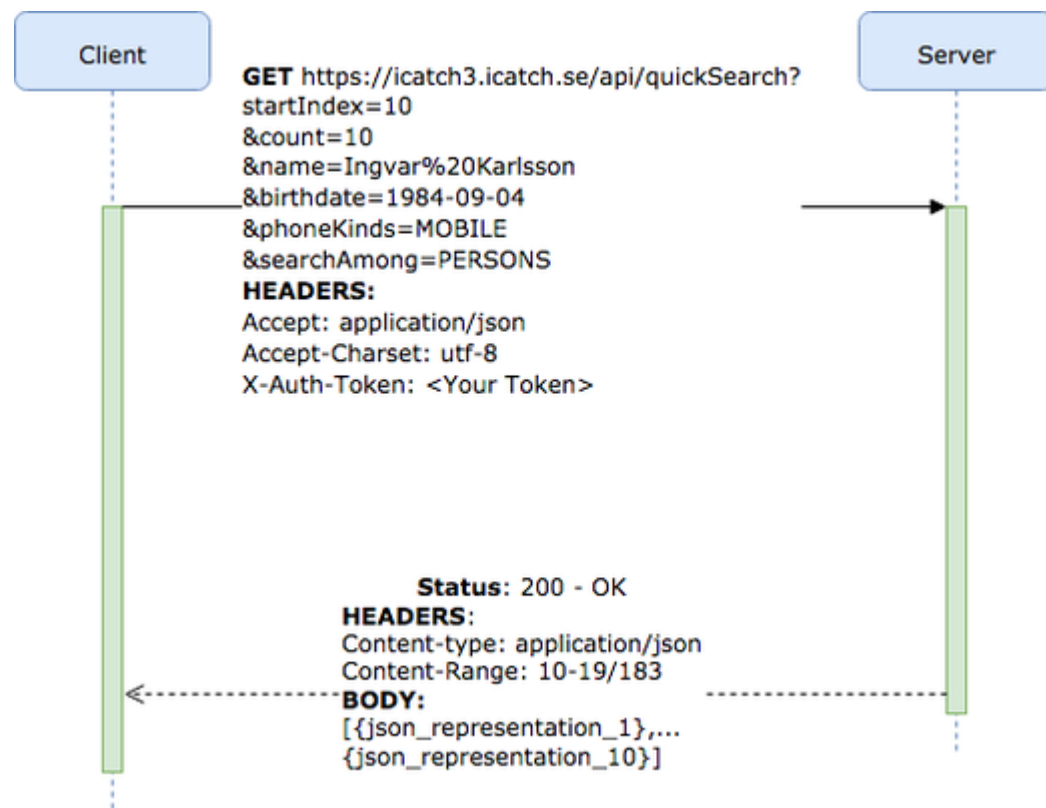 Client
Server
GET https://icatch3.icatch.se/api/quickSearch?
startIndex=10
&count=10
&name=Ingvar%20Karlsson
&birthdate=1984-09-04
&phoneKinds=MOBILE
&searchAmong=PERSONS
HEADERS:
Accept: application/json
Accept-Charset: utf-8
X-Auth-Token: <Your Token>
Status: 200 - OK
HEADERS:
Content-type: application/json
Content-Range: 10-19/183
BODY:
[{json_representation_1},...
{json_representation_10}]